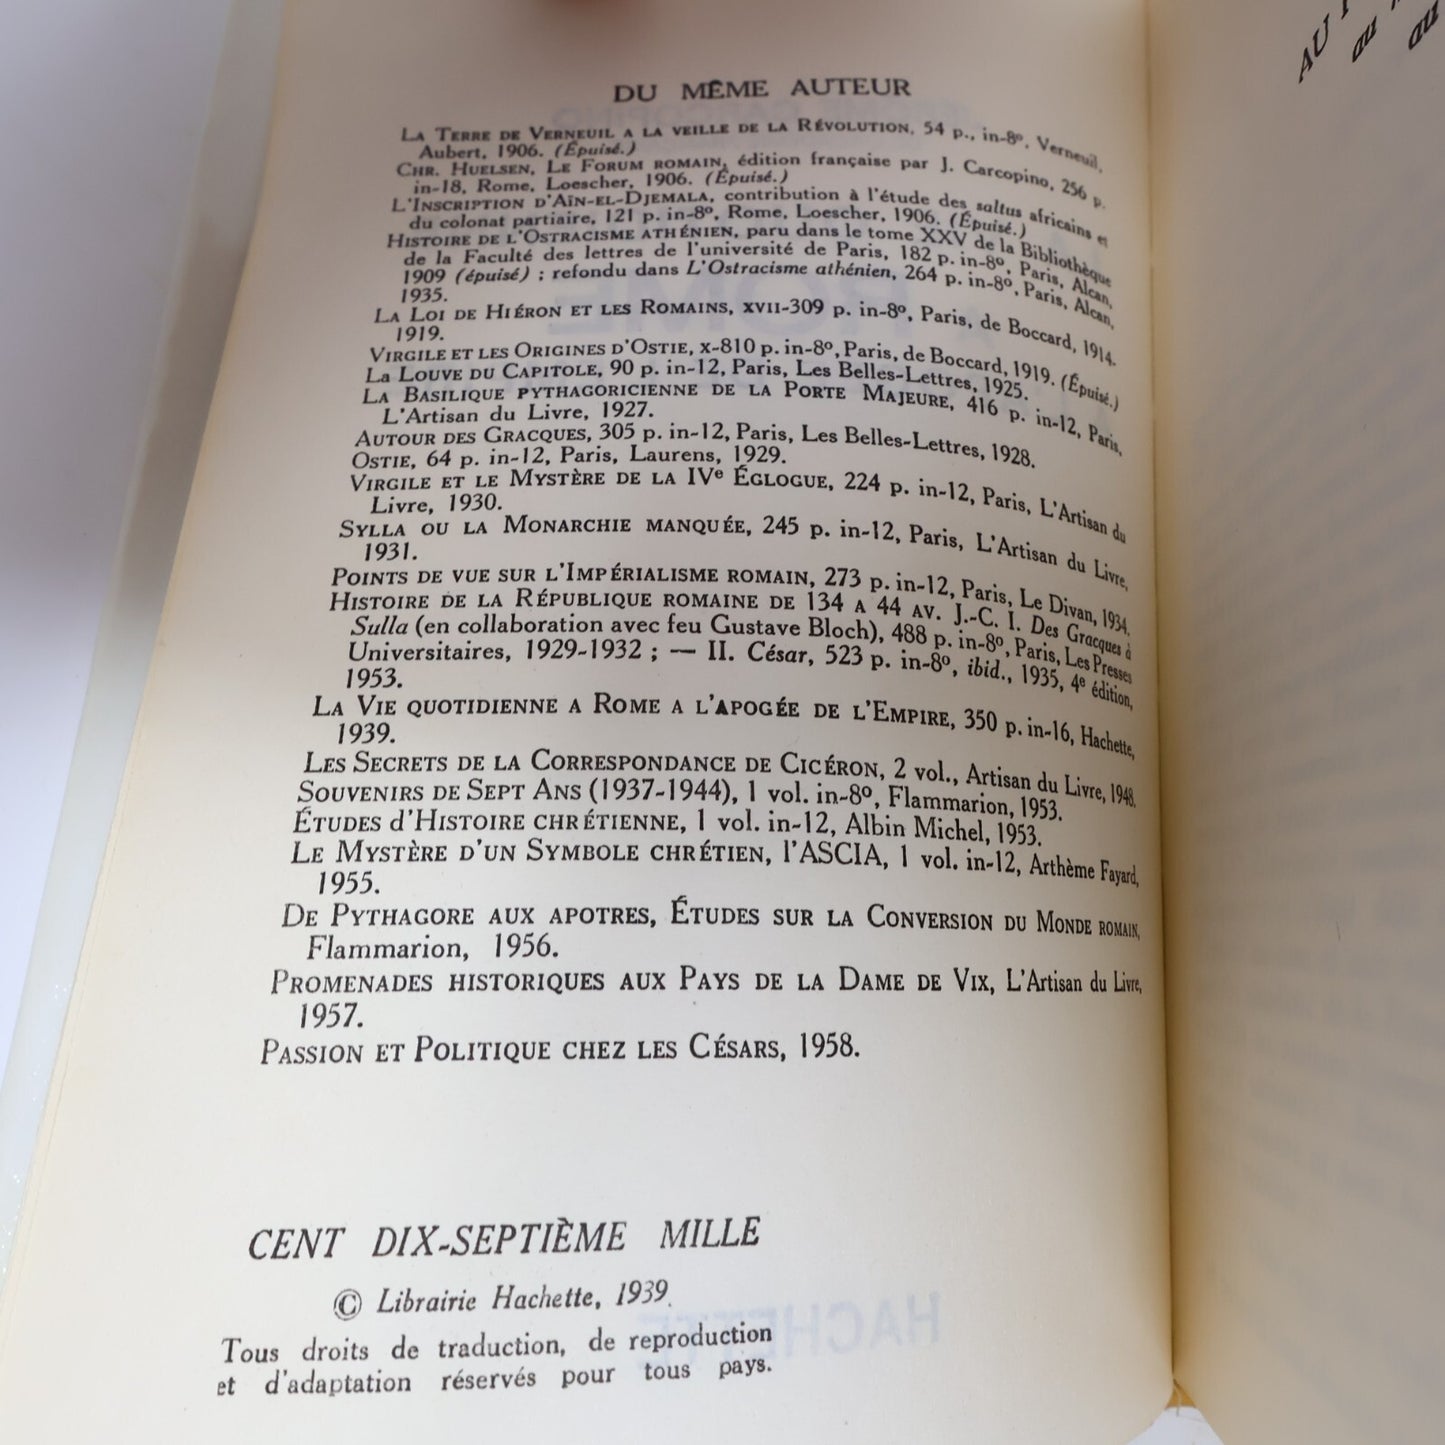 DU MÊME AUTEUR
LA TERRE DE VERNEUIL A LA VEILLE DE LA RÉVOLUTION, 54 p., in-8º, Verneuil,
Aubert, 1906. (Épuisé.)
CHR. HUELSEN, LE FORUM ROMAIN, édition française par J. Carcopino, 256 p.
in-18, Rome, Loescher, 1906. (Épuisé.)
L'INSCRIPTION D'AÏN-EL-DJEMALA, contribution à l'étude des saltus africains et
du colonat partiaire, 121 p. in-8º, Rome, Loescher, 1906. (Épuisé.)
HISTOIRE DE L'OSTRACISME ATHÉNIEN, paru dans le tome XXV de la Bibliothèque
de la Faculté des lettres de l'université de Paris, 182 p. in-8º, Paris, Alcan,
1909 (épuisé) ; refondu dans L'Ostracisme athénien, 264 p. in-8º, Paris, Alcan,
1935.
LA LOI DE HIÉRON ET LES ROMAINS, XVII-309 p. in-8º, Paris, de Boccard, 1914.
1919.
VIRGILE ET LES ORIGINES D'OSTIE, X-810 p. in-8º, Paris, de Boccard, 1919. (Épuisé.)
LA LOUVE DU CAPITOLE, 90 p. in-12, Paris, Les Belles-Lettres, 1925.
LA BASILIQUE PYTHAGORICIENNE DE LA PORTE MAJEURE, 416 p. in-12, Paris,
L'Artisan du Livre, 1927.
AUTOUR DES GRACQUES, 305 p. in-12, Paris, Les Belles-Lettres, 1928.
OSTIE, 64 p. in-12, Paris, Laurens, 1929.
VIRGILE ET LE MYSTÈRE DE LA IVe ÉGLOGUE, 224 p. in-12, Paris, L'Artisan du
Livre, 1930.
SYLLA OU LA MONARCHIE MANQUÉE, 245 p. in-12, Paris, L'Artisan du Livre,
1931.
POINTS DE VUE SUR L'IMPÉRIALISME ROMAIN, 273 p. in-12, Paris, Le Divan, 1934.
HISTOIRE DE LA RÉPUBLIQUE ROMAINE DE 134 A 44 AV. J.-C. I. Des Gracques à
Sulla (en collaboration avec feu Gustave Bloch), 488 p. in-8º, Paris, Les Presses
Universitaires, 1929-1932 ; — II. César, 523 p. in-8º, ibid., 1935, 4e édition,
1953.
LA VIE QUOTIDIENNE A ROME A L'APOGÉE DE L'EMPIRE, 350 p. in-16, Hachette,
1939.
LES SECRETS DE LA CORRESPONDANCE DE CICÉRON, 2 vol., Artisan du Livre, 1948.
SOUVENIRS DE SEPT ANS (1937-1944), 1 vol. in-8º, Flammarion, 1953.
ÉTUDES d'HISTOIRE CHRÉTIENNE, 1 vol. in-12, Albin Michel, 1953.
LE MYSTÈRE D'UN SYMBOLE CHRÉTIEN, l'ASCIA, 1 vol. in-12, Arthème Fayard,
1955.
DE PYTHAGORE AUX APOTRES, ÉTUDES SUR LA CONVERSION DU MONDE ROMAIN,
Flammarion, 1956.
PROMENADES HISTORIQUES AUX PAYS DE LA DAME DE VIX, L'Artisan du Livre,
1957.
PASSION ET POLITIQUE CHEZ LES CÉSARS, 1958.
CENT DIX-SEPTIÈME MILLE
© Librairie Hachette, 1939.
Tous droits de traduction, de reproduction
et d'adaptation réservés pour tous pays.
AU
du
du